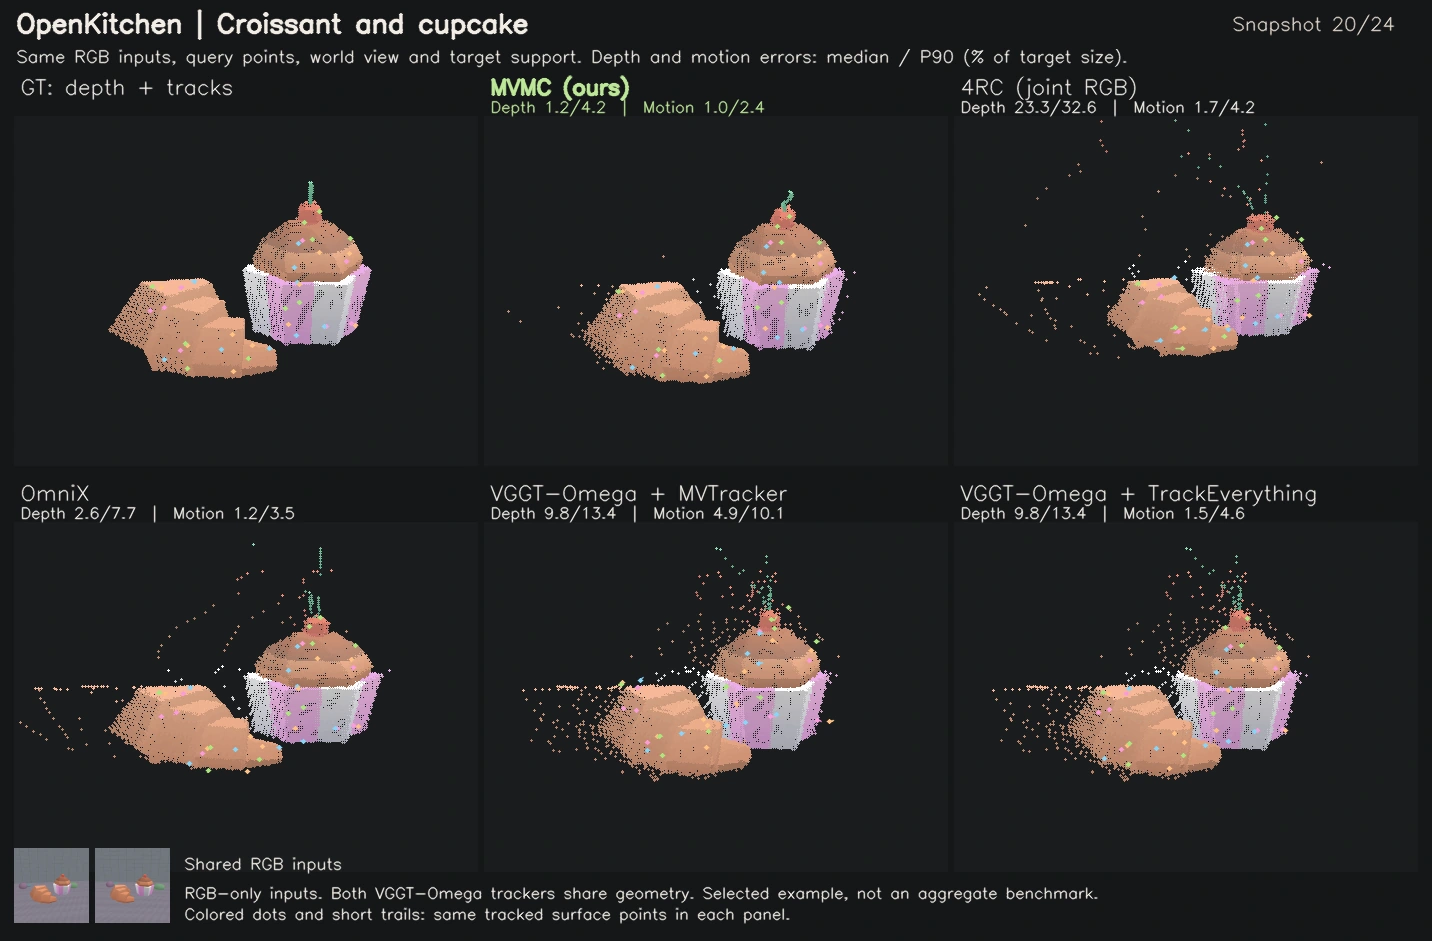 OpenKitchen | Croissant and cupcake
Snapshot 20/24
Same RGB inputs, query points, world view and target support. Depth and motion errors: median / P90 (% of target size).
GT: depth + tracks
MVMC (ours)
Depth 1.2/4.2 | Motion 1.0/2.4
4RC (joint RGB)
Depth 23.3/32.6 | Motion 1.7/4.2
OmniX
Depth 2.6/7.7 | Motion 1.2/3.5
VGGT-Omega + MVTracker
Depth 9.8/13.4 | Motion 4.9/10.1
VGGT-Omega + TrackEverything
Depth 9.8/13.4 | Motion 1.5/4.6
Shared RGB inputs
RGB-only inputs. Both VGGT-Omega trackers share geometry. Selected example, not an aggregate benchmark.
Colored dots and short trails: same tracked surface points in each panel.